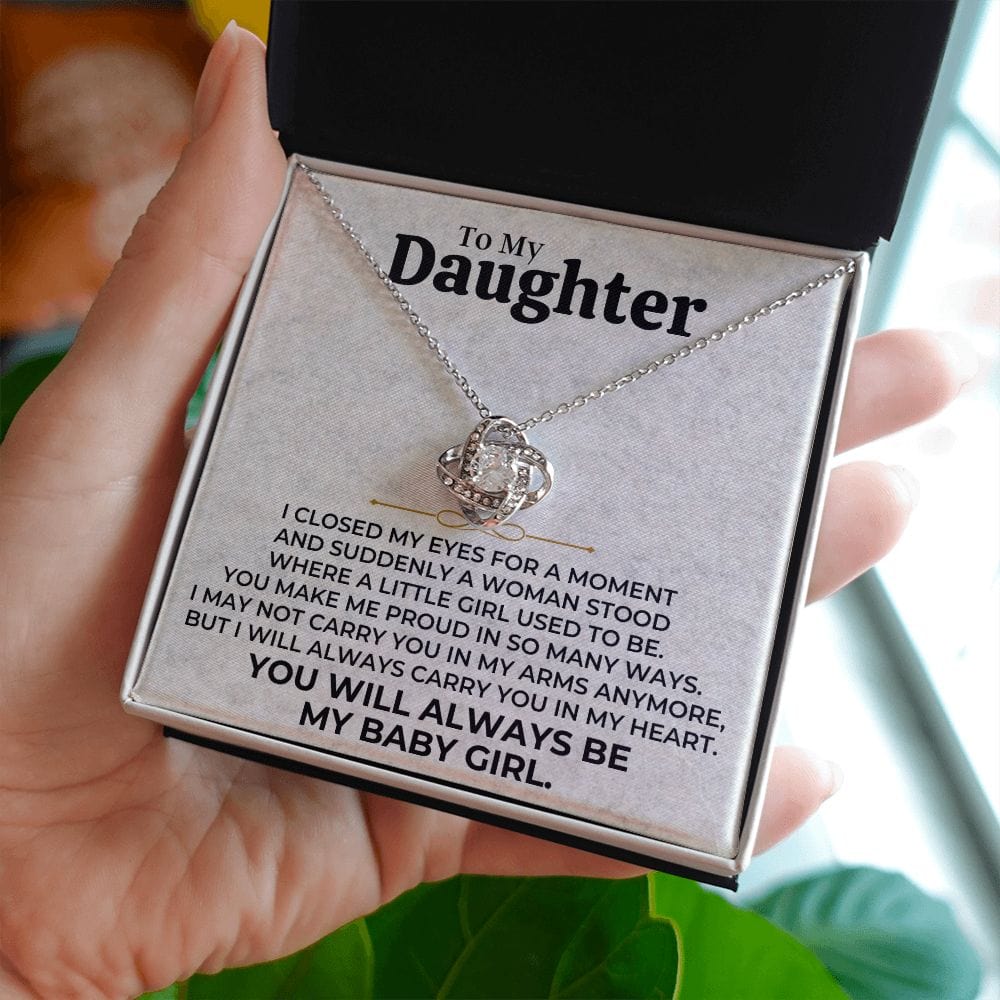 To My
Daughter
I CLOSED MY EYES FOR A MOMENT
AND SUDDENLY A WOMAN STOOD
WHERE A LITTLE GIRL USED TO BE.
YOU MAKE ME PROUD IN SO MANY WAYS.
I MAY NOT CARRY YOU IN MY ARMS ANYMORE,
BUT I WILL ALWAYS CARRY YOU IN MY HEART.
YOU WILL ALWAYS BE
MY BABY GIRL.